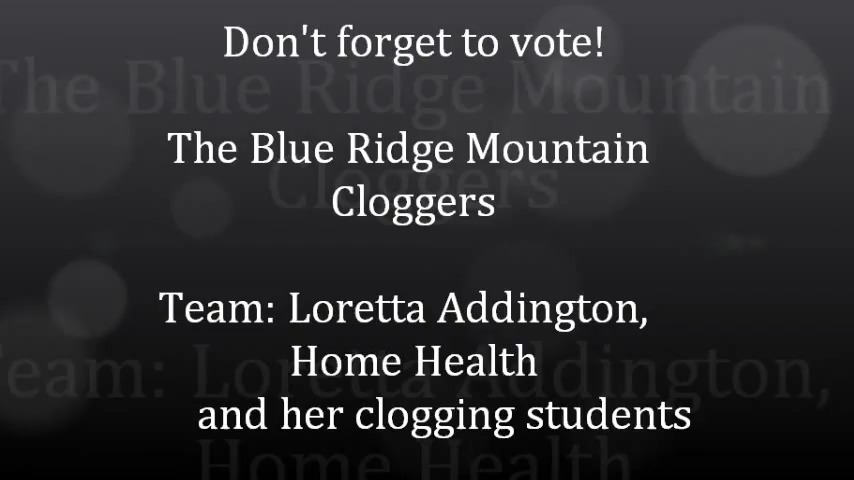 Don't forget to vote!
The Blue Ridge Mountain
Cloggers
Team: Loretta Addington,
Home Health
and her clogging students